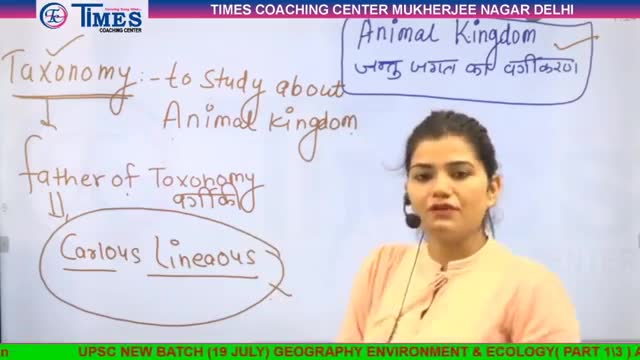 TIMES COACHING CENTER MUKHERJEE NAGAR DELHI
TIMES
COACHING CENTER
Animal Kingdom
जन्तु जगत का वर्गीकरण
Taxonomy :- to study about
Animal kingdom
father of Toxonomy
Carlous Lineaous
UPSC NEW BATCH (19 JULY) GEOGRAPHY ENVIRONMENT & ECOLOGY( PART 1\3 )